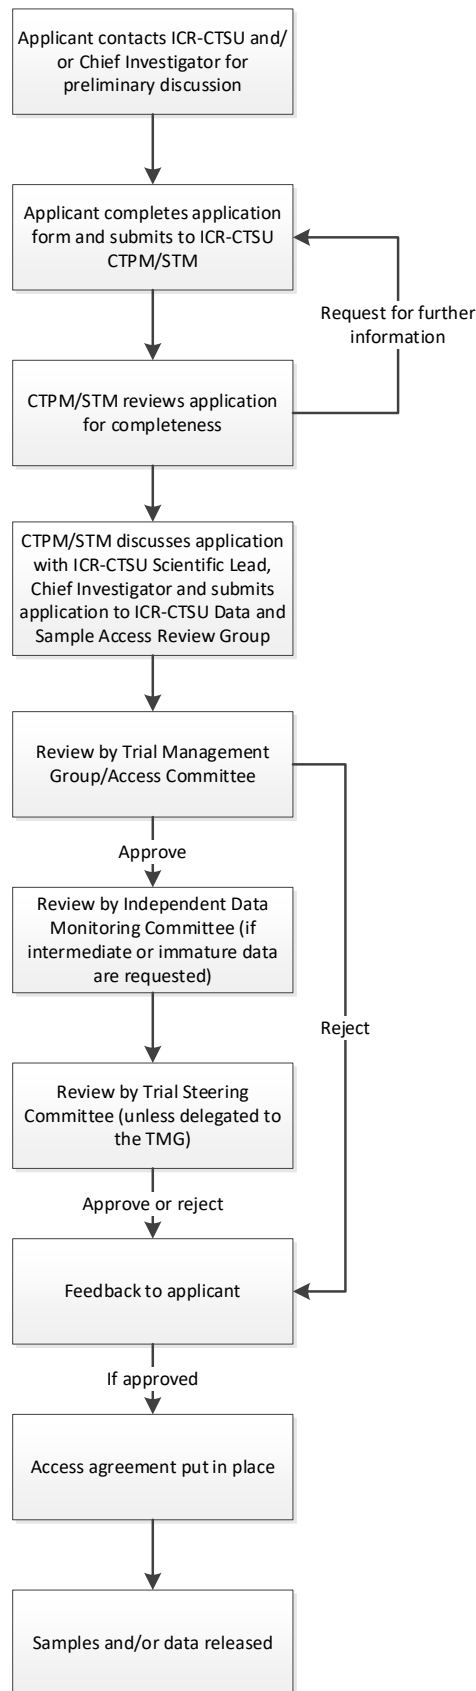 Applicant contacts ICR-CTSU and/
or Chief Investigator for
preliminary discussion
Applicant completes application
form and submits to ICR-CTSU
CTPM/STM
Request for further
information
CTPM/STM reviews application
for completeness
CTPM/STM discusses application
with ICR-CTSU Scientific Lead,
Chief Investigator and submits
application to ICR-CTSU Data and
Sample Access Review Group
Review by Trial Management
Group/Access Committee
Approve
Review by Independent Data
Monitoring Committee (if
intermediate or immature data
are requested)
Reject
Review by Trial Steering
Committee (unless delegated to
the TMG)
Approve or reject
Feedback to applicant
If approved
Access agreement put in place
Samples and/or data released